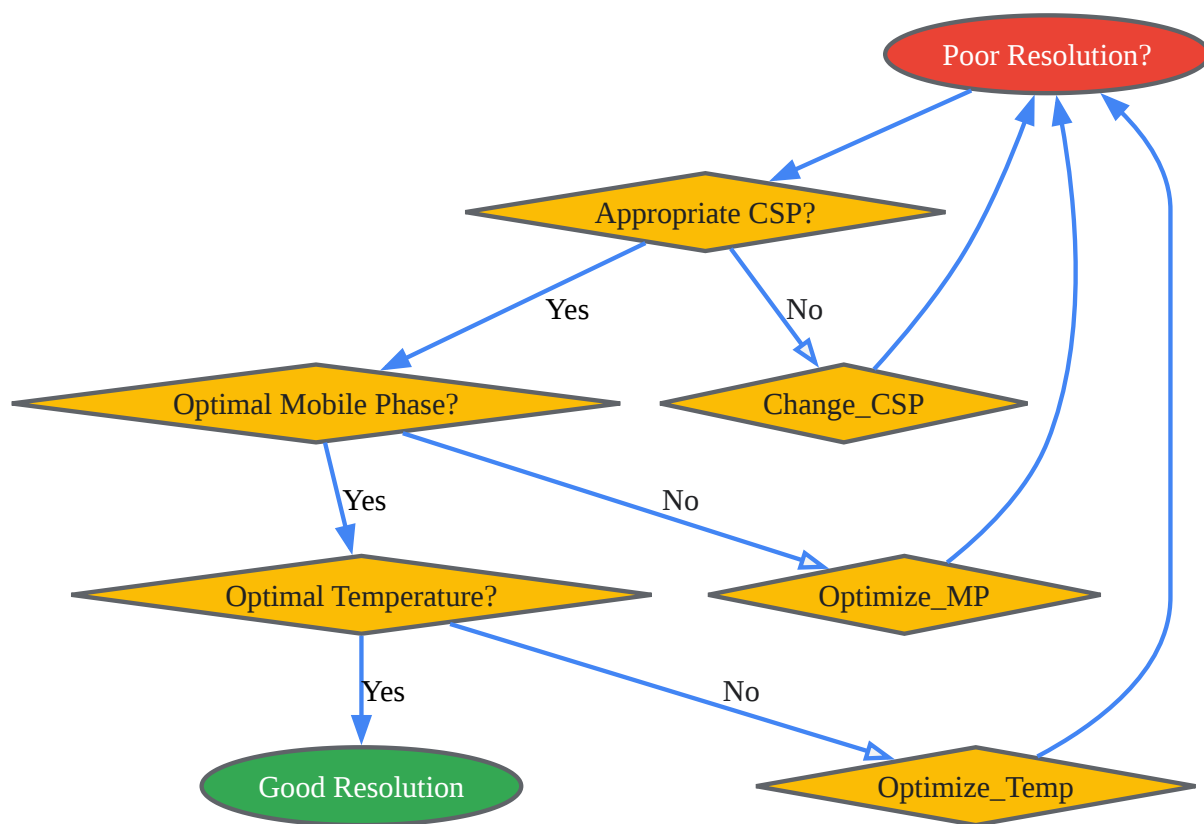 Poor Resolution?
Appropriate CSP?
Yes
No
Optimal Mobile Phase?
Change_CSP
Yes
No
Optimal Temperature?
Optimize_MP
Yes
No
Good Resolution
Optimize_Temp